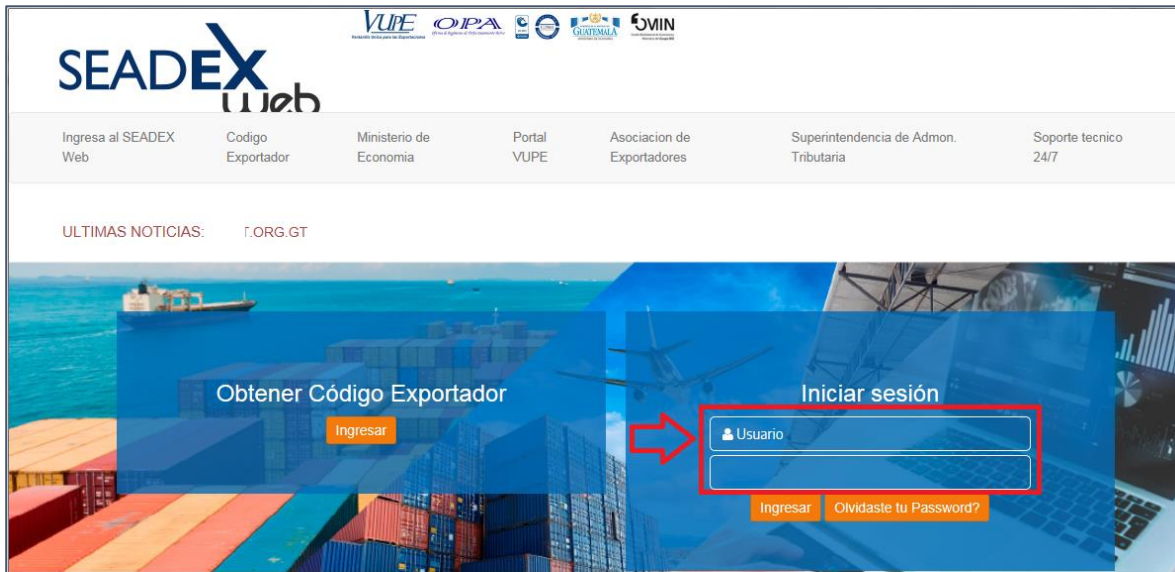 VUPE
OPA
GUATEMALA
SEADEX
web
Ingresa al SEADEX Web
Codigo Exportador
Ministerio de Economia
Portal VUPE
Asociacion de Exportadores
Superintendencia de Admon. Tributaria
Soporte tecnico 24/7
ULTIMAS NOTICIAS: T.ORG.GT
Obtener Código Exportador
Ingresar
Iniciar sesión
Usuario
Ingresar Olvidaste tu Password?